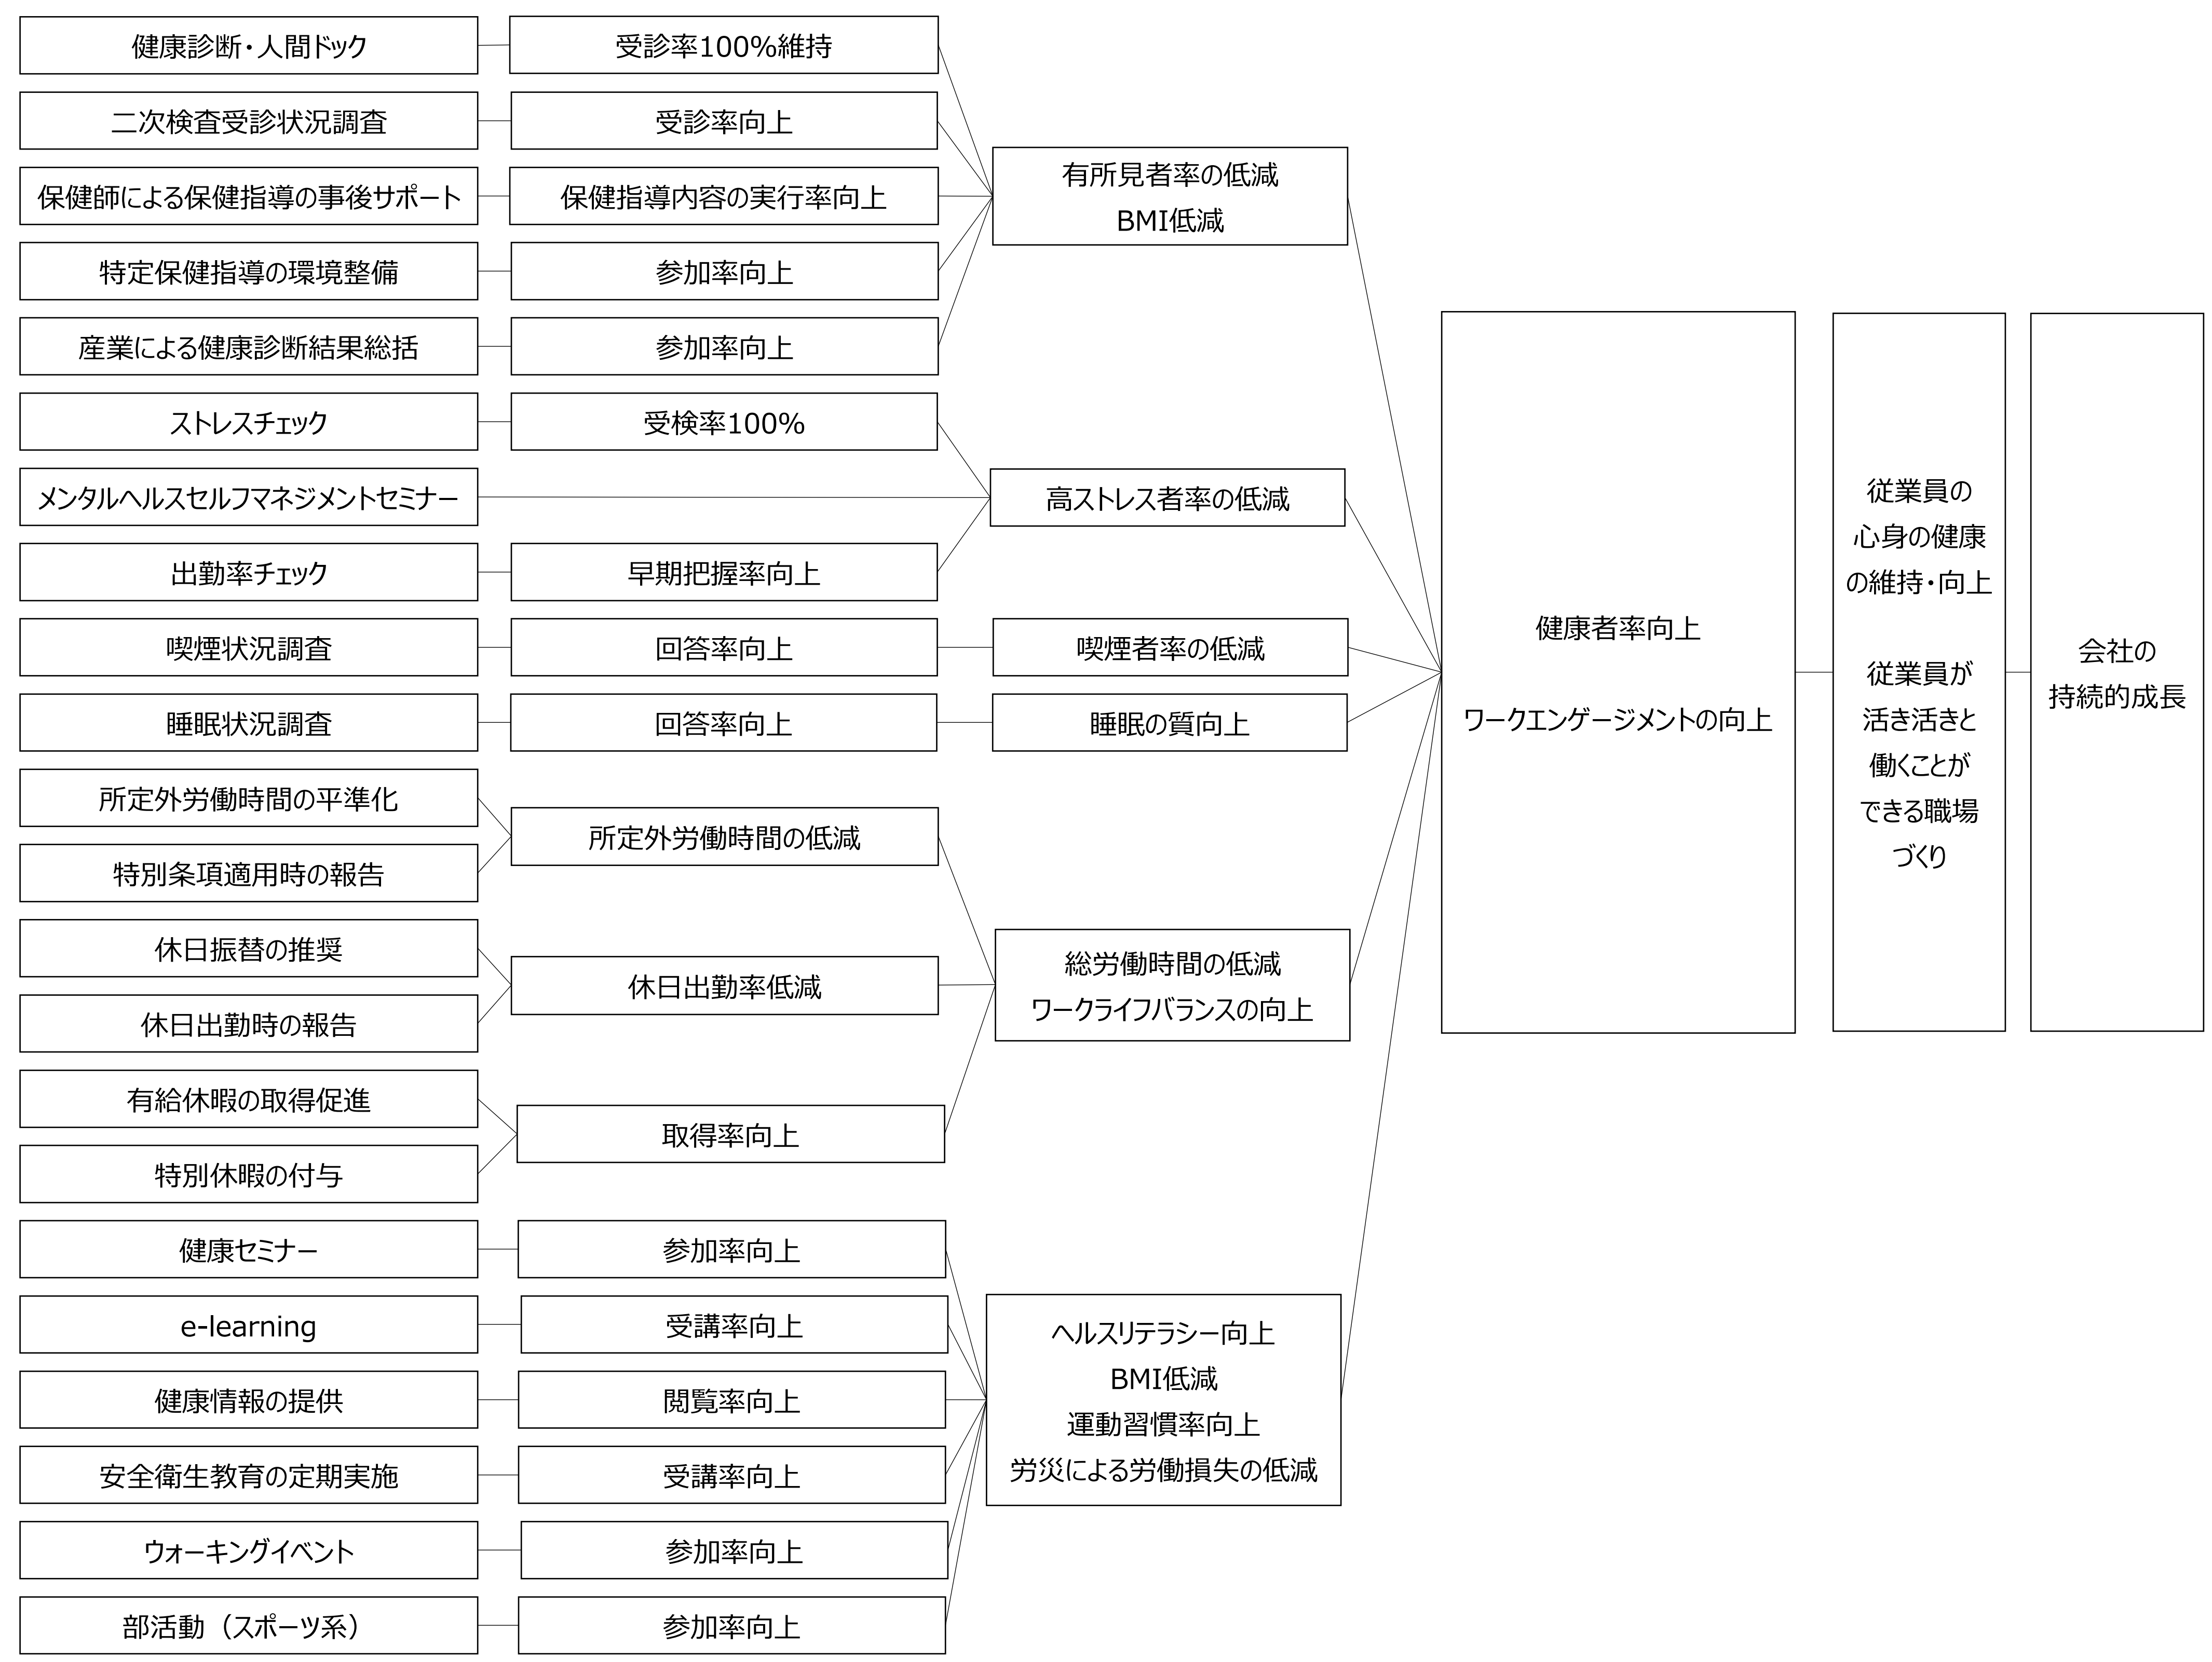 健康診断・人間ドック
受診率100%維持
二次検査受診状況調査
受診率向上
保健師による保健指導の事後サポート
保健指導内容の実行率向上
特定保健指導の環境整備
参加率向上
産業による健康診断結果総括
参加率向上
有所見者率の低減
BMI低減
ストレスチェック
受検率100%
メンタルヘルスセルフマネジメントセミナー
出勤率チェック
早期把握率向上
高ストレス者率の低減
喫煙状況調査
回答率向上
喫煙者率の低減
睡眠状況調査
回答率向上
睡眠の質向上
所定外労働時間の平準化
特別条項適用時の報告
所定外労働時間の低減
休日振替の推奨
休日出勤時の報告
休日出勤率低減
有給休暇の取得促進
特別休暇の付与
取得率向上
総労働時間の低減
ワークライフバランスの向上
健康セミナー
参加率向上
e-learning
受講率向上
健康情報の提供
閲覧率向上
安全衛生教育の定期実施
受講率向上
ウォーキングイベント
参加率向上
部活動（スポーツ系）
参加率向上
ヘルスリテラシー向上
BMI低減
運動習慣率向上
労災による労働損失の低減
健康者率向上
ワークエンゲージメントの向上
従業員の
心身の健康
の維持・向上
従業員が
活き活きと
働くことが
できる職場
づくり
会社の
持続的成長